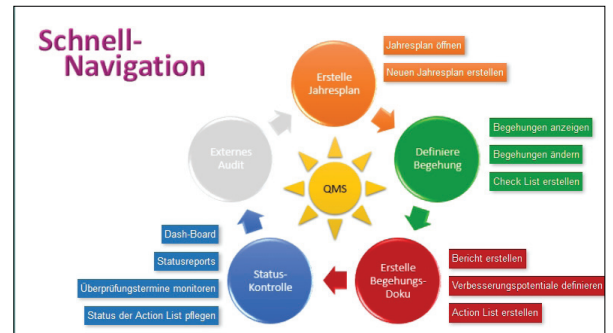 Schnell-
Navigation
Erstelle
Jahresplan
Jahresplan öffnen
Neuen Jahresplan erstellen
Definiere
Begehung
Begehungen anzeigen
Begehungen ändern
Check List erstellen
Erstelle
Begehungs-
Doku
Bericht erstellen
Verbesserungspotentiale definieren
Action List erstellen
Status-
Kontrolle
Dash-Board
Statusreports
Überprüfungstermine monitoren
Status der Action List pflegen
Externes
Audit
QMS